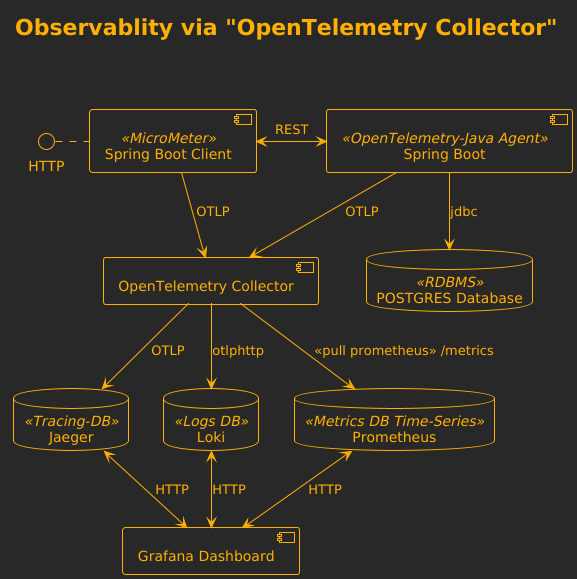 Observablity via "OpenTelemetry Collector"
HTTP
«MicroMeter»
Spring Boot Client
REST
«OpenTelemetry-Java Agent»
Spring Boot
OTLP
OTLP
jdbc
OpenTelemetry Collector
«RDBMS»
POSTGRES Database
OTLP
otlphttp
«pull prometheus» /metrics
«Tracing-DB»
Jaeger
«Logs DB»
Loki
«Metrics DB Time-Series»
Prometheus
HTTP
HTTP
HTTP
Grafana Dashboard